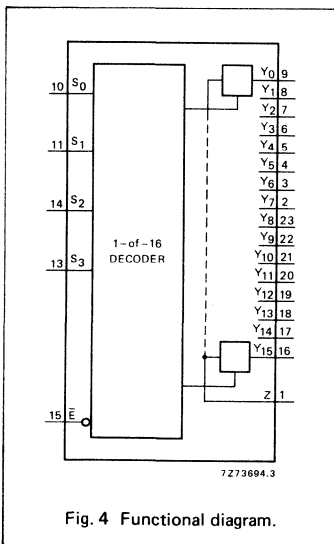 10 S0
11 S1
14 S2
13 S3
15 E̅
1-of-16
DECODER
Y0 9
Y1 8
Y2 7
Y3 6
Y4 5
Y5 4
Y6 3
Y7 2
Y8 23
Y9 22
Y10 21
Y11 20
Y12 19
Y13 18
Y14 17
Y15 16
Z 1
7Z73694.3
Fig. 4 Functional diagram.